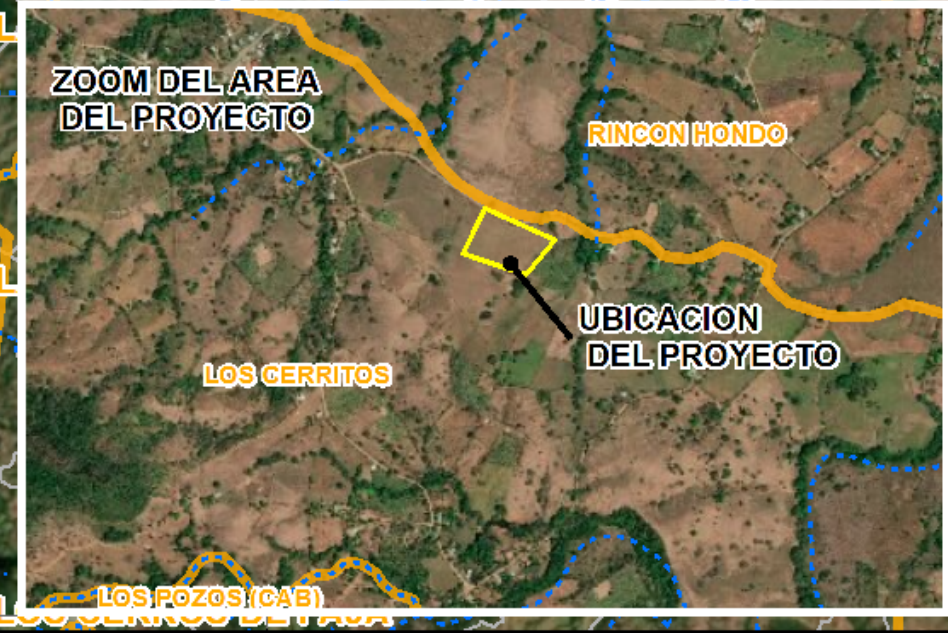 ZOOM DEL AREA
DEL PROYECTO
RINCON HONDO
UBICACION
DEL PROYECTO
LOS CERRITOS
LOS POZOS (CAB)